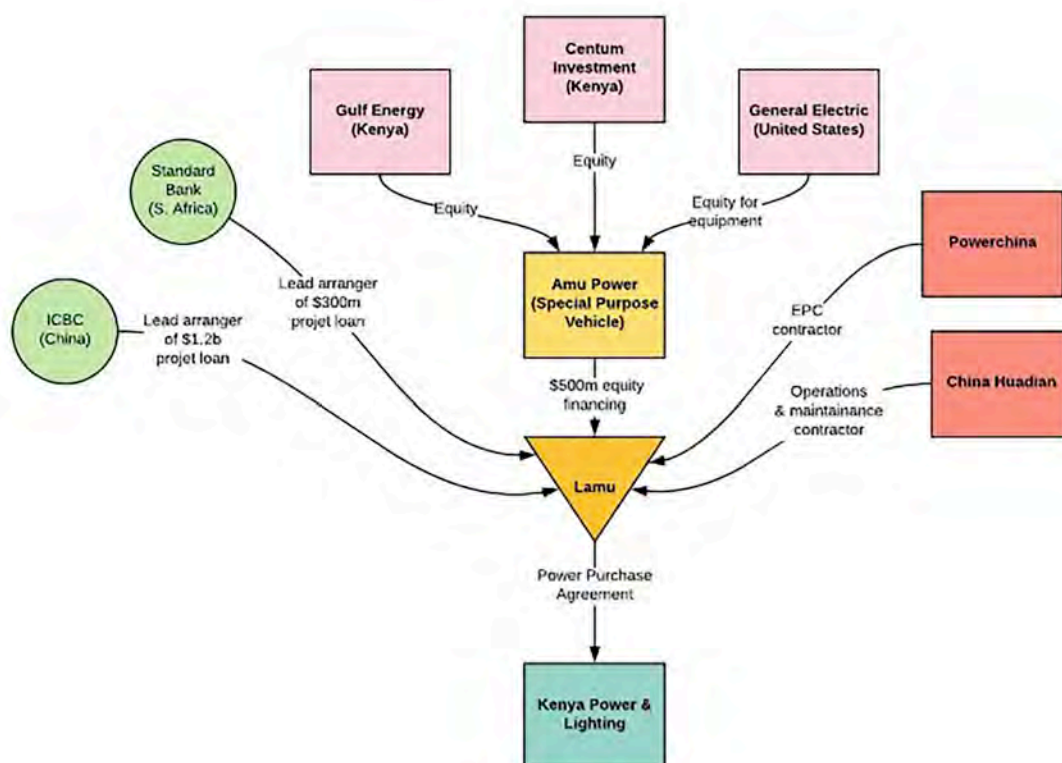 Centum
Investment
(Kenya)
Gulf Energy
(Kenya)
General Electric
(United States)
Standard
Bank
(S. Africa)
Equity
Equity
Equity for
equipment
Powerchina
Lead arranger
of $300m
projet loan
Amu Power
(Special Purpose
Vehicle)
ICBC
(China)
Lead arranger
of $1.2b
projet loan
EPC
contractor
China Huadian
$500m equity
financing
Operations
& maintainance
contractor
Lamu
Power Purchase
Agreement
Kenya Power &
Lighting